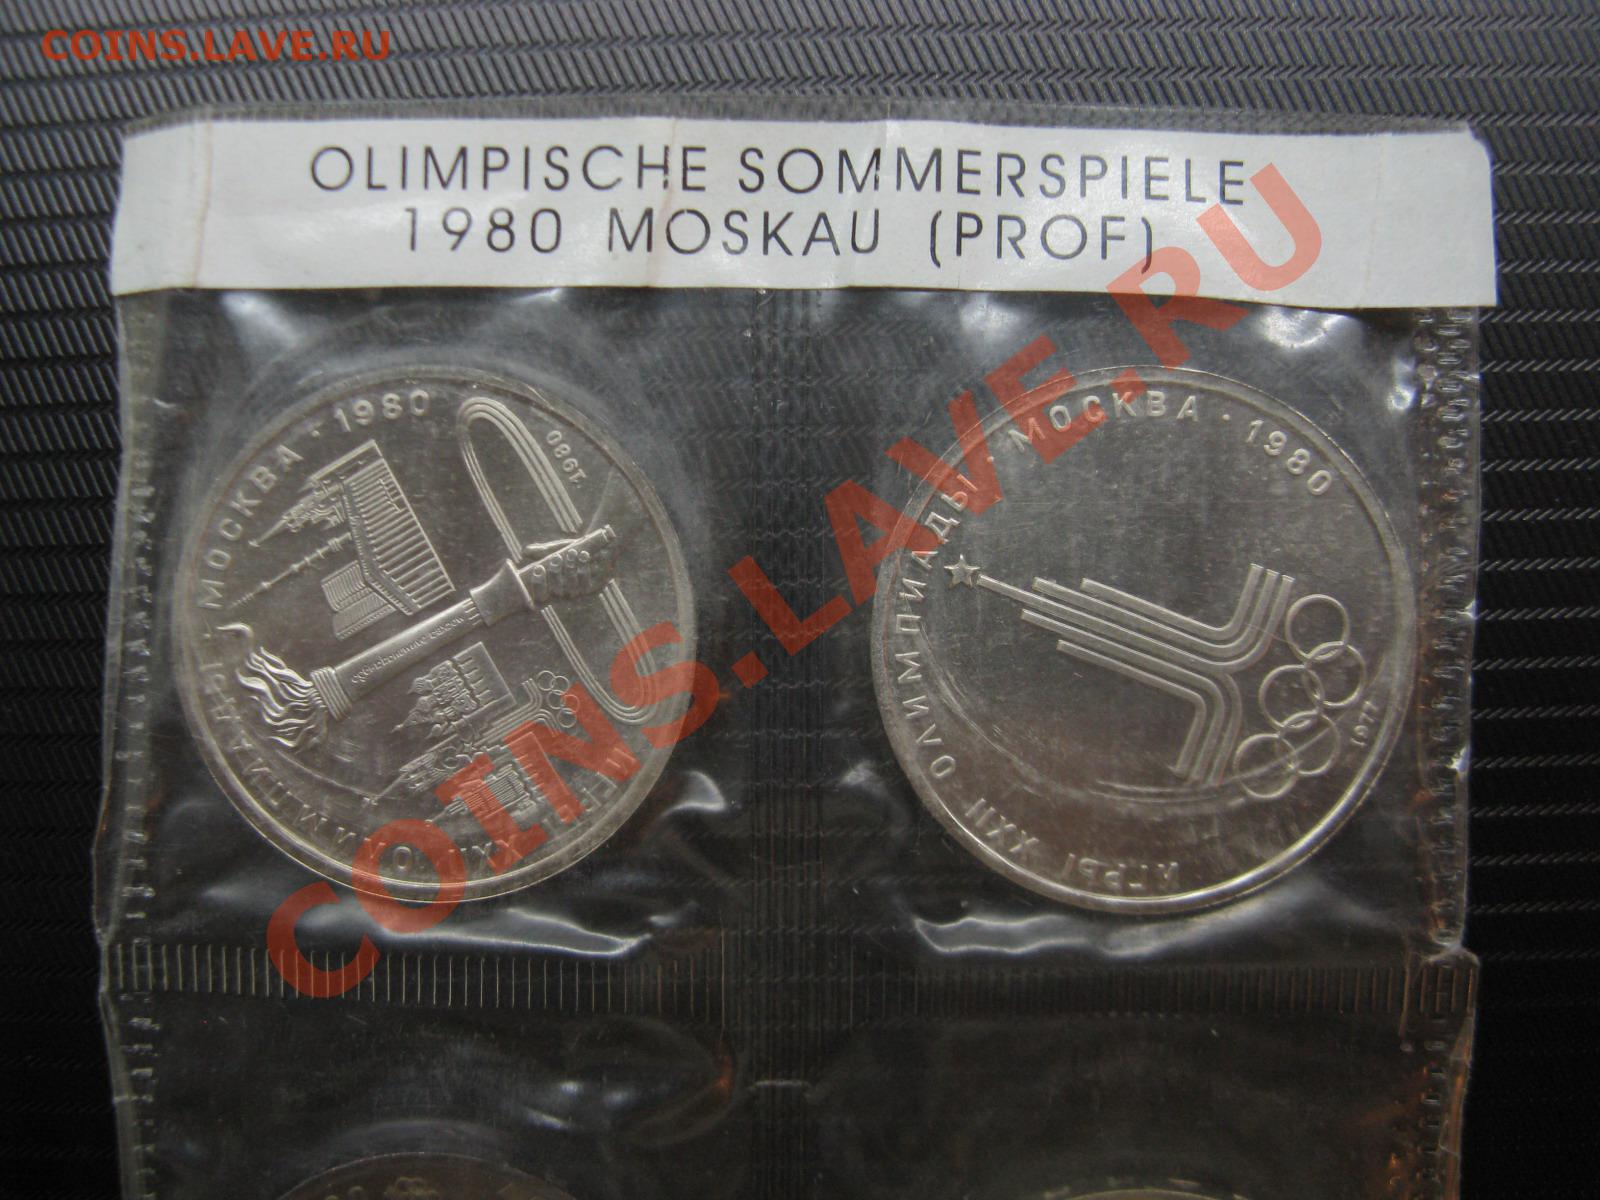 COINS.LAVE.RU
OLIMPISCHE SOMMERSPIELE
1980 MOSKAU (PROF)
ИГРЫ XXII ОЛИМПИАДЫ · МОСКВА · 1980
1980
ИГРЫ XXII · ОЛИМПИАДЫ · МОСКВА · 1980
1977
COINS.LAVE.RU